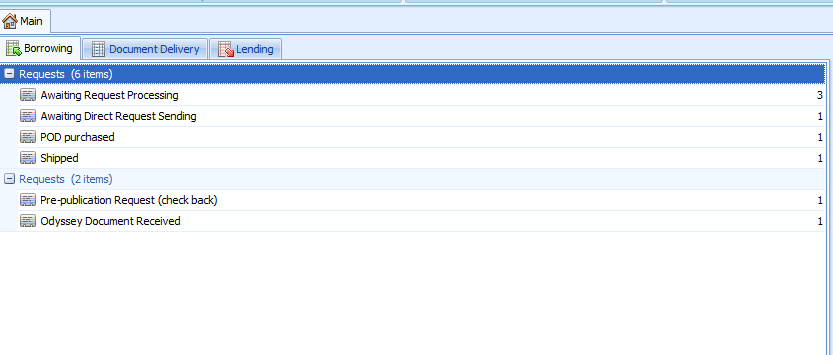 Main
Borrowing Document Delivery Lending
Requests (6 items)
Awaiting Request Processing 3
Awaiting Direct Request Sending 1
POD purchased 1
Shipped 1
Requests (2 items)
Pre-publication Request (check back) 1
Odyssey Document Received 1